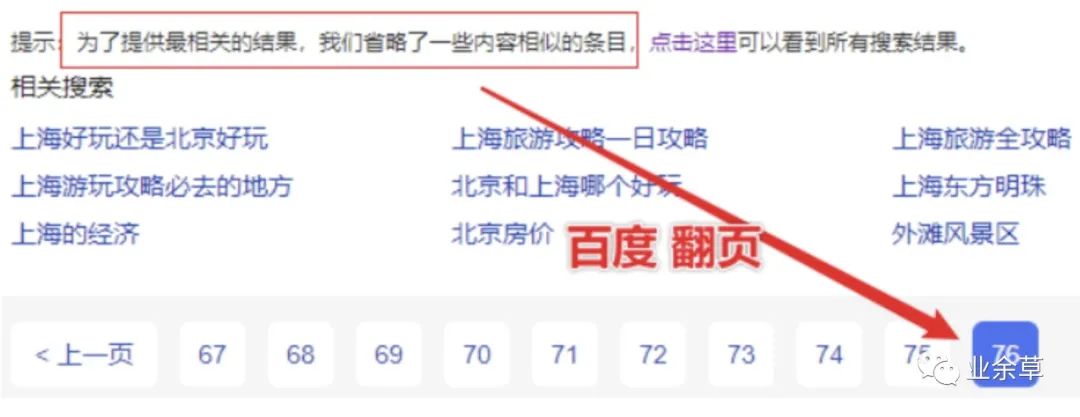 提示:为了提供最相关的结果，我们省略了一些内容相似的条目，点击这里可以看到所有搜索结果。
相关搜索
上海好玩还是北京好玩 上海旅游攻略一日攻略 上海旅游全攻略
上海游玩攻略必去的地方 北京和上海哪个好玩 上海东方明珠
上海的经济 北京房价 外滩风景区
百度 翻页
< 上一页 67 68 69 70 71 72 73 74 75 76
业余草